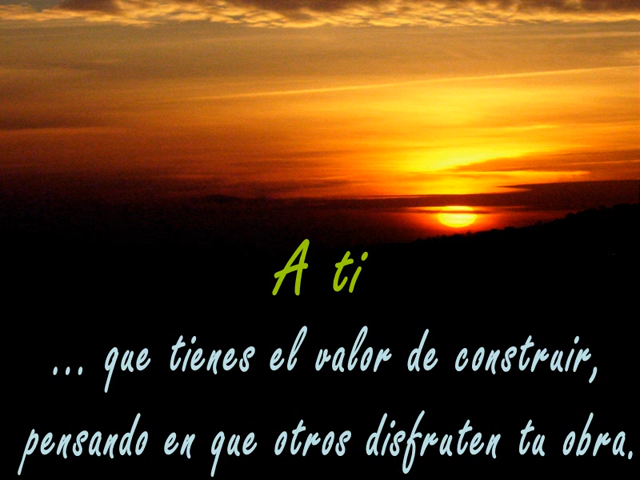 A ti
... que tienes el valor de construir,
pensando en que otros disfruten tu obra.